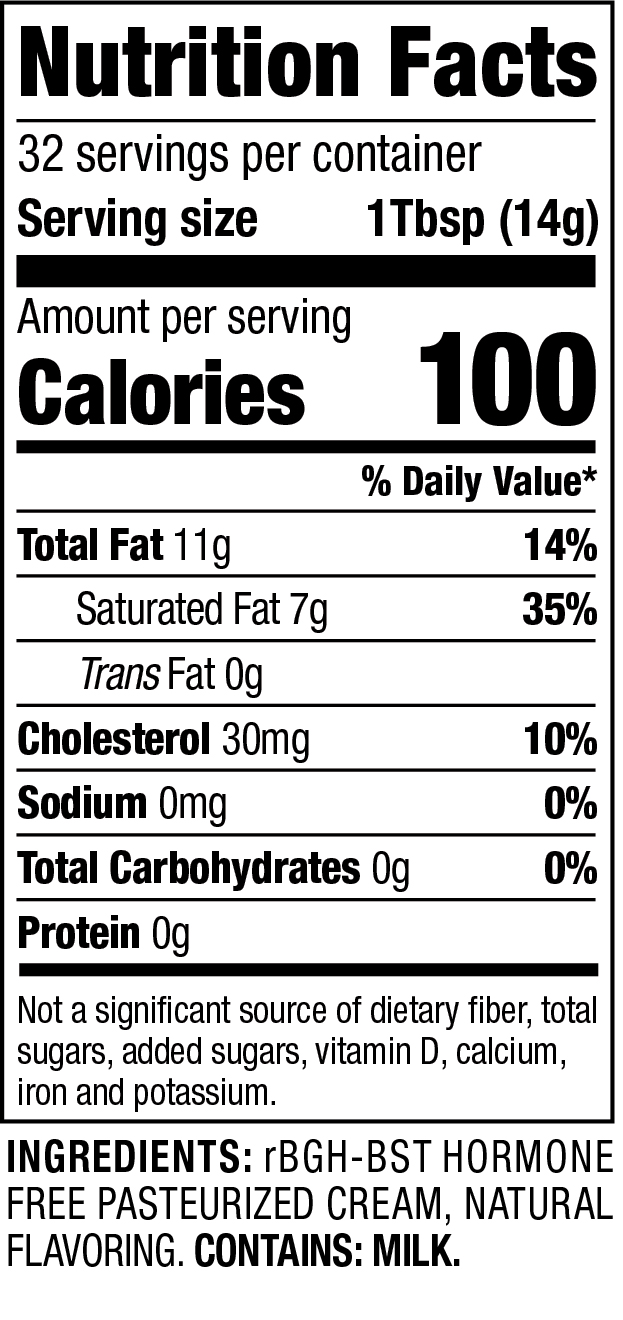 Nutrition Facts
32 servings per container
Serving size 1Tbsp (14g)
Amount per serving
Calories 100
% Daily Value*
Total Fat 11g 14%
Saturated Fat 7g 35%
Trans Fat 0g
Cholesterol 30mg 10%
Sodium 0mg 0%
Total Carbohydrates 0g 0%
Protein 0g
Not a significant source of dietary fiber, total
sugars, added sugars, vitamin D, calcium,
iron and potassium.
INGREDIENTS: rBGH-BST HORMONE
FREE PASTEURIZED CREAM, NATURAL
FLAVORING. CONTAINS: MILK.